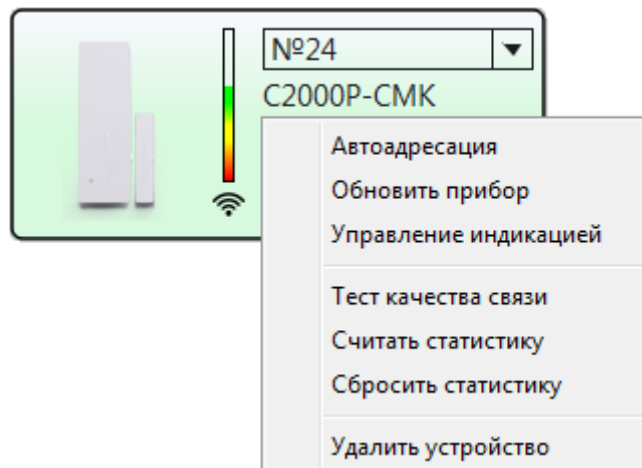 №24
С2000Р-СМК
Автоадресация
Обновить прибор
Управление индикацией
Тест качества связи
Считать статистику
Сбросить статистику
Удалить устройство